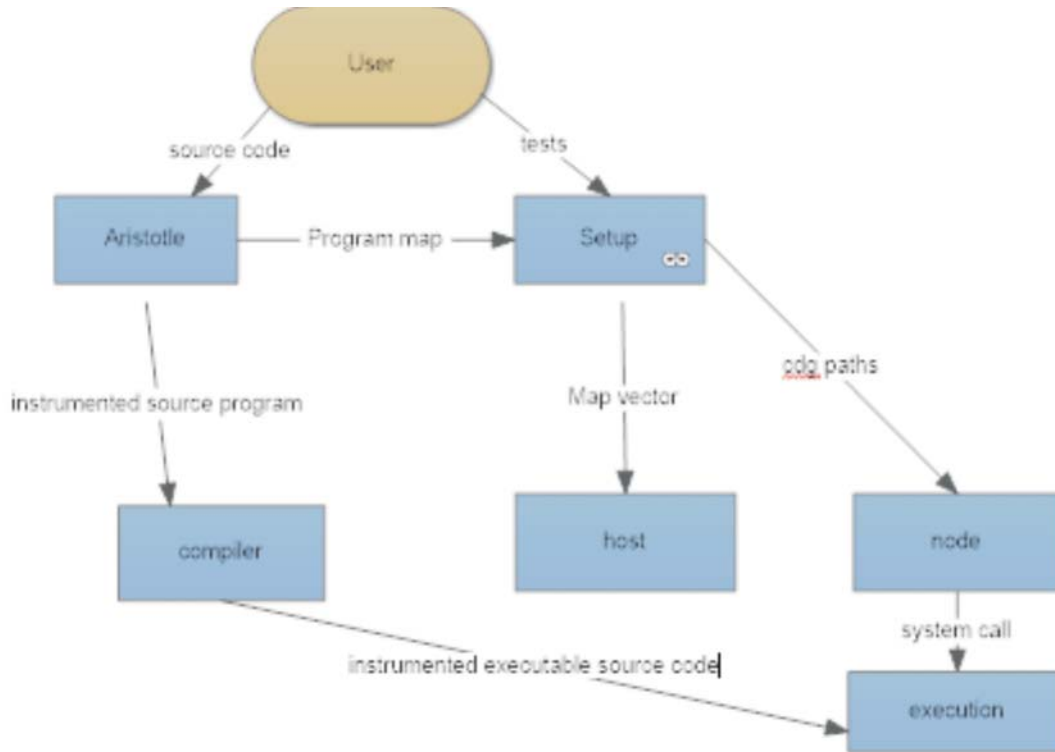 User
source code
tests
Aristotle
Program map
Setup
cdg paths
instrumented source program
Map vector
compiler
host
node
system call
instrumented executable source code
execution